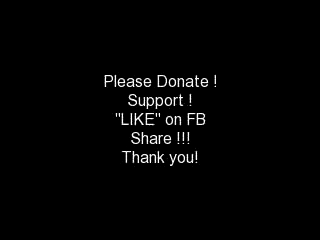 Please Donate !
Support !
"LIKE" on FB
Share !!!
Thank you!